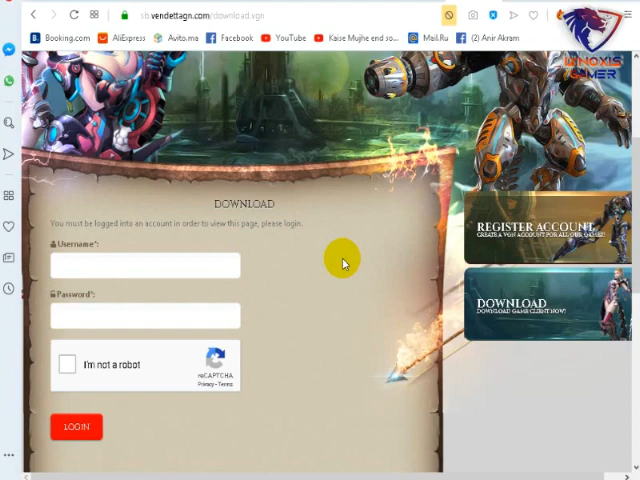 sb.vendettagn.com/download.vgn
Booking.com AliExpress Avito.ma Facebook YouTube Kaise Mujhe end so... Mail.Ru (2) Anir Akram
GAMER
DOWNLOAD
You must be logged into an account in order to view this page, please login.
Username*:
Password*:
I'm not a robot
reCAPTCHA
Privacy - Terms
LOGIN
REGISTER ACCOUNT
CREATE A VGN ACCOUNT FOR ALL OUR GAMEZ!
DOWNLOAD
DOWNLOAD GAME CLIENT NOW!